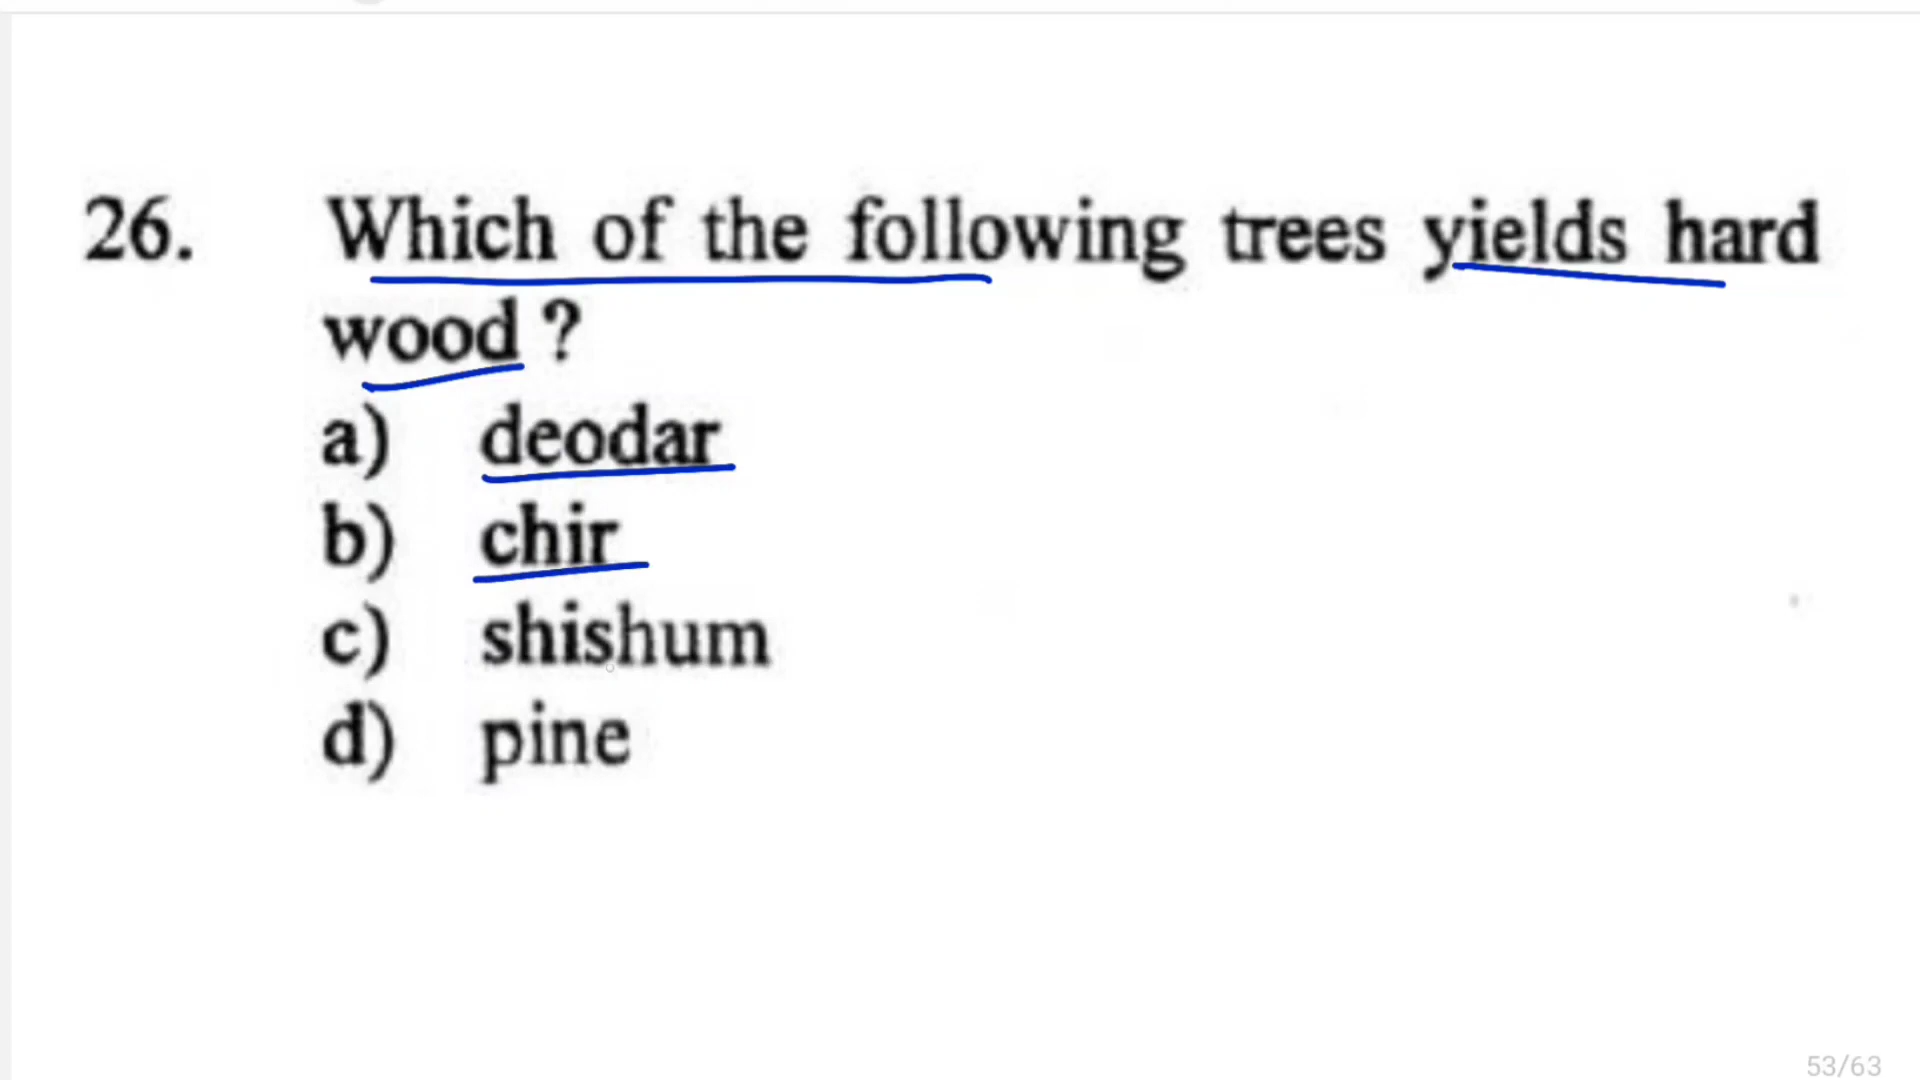 26. Which of the following trees yields hard
wood ?
a) deodar
b) chir
c) shishum
d) pine
53/63